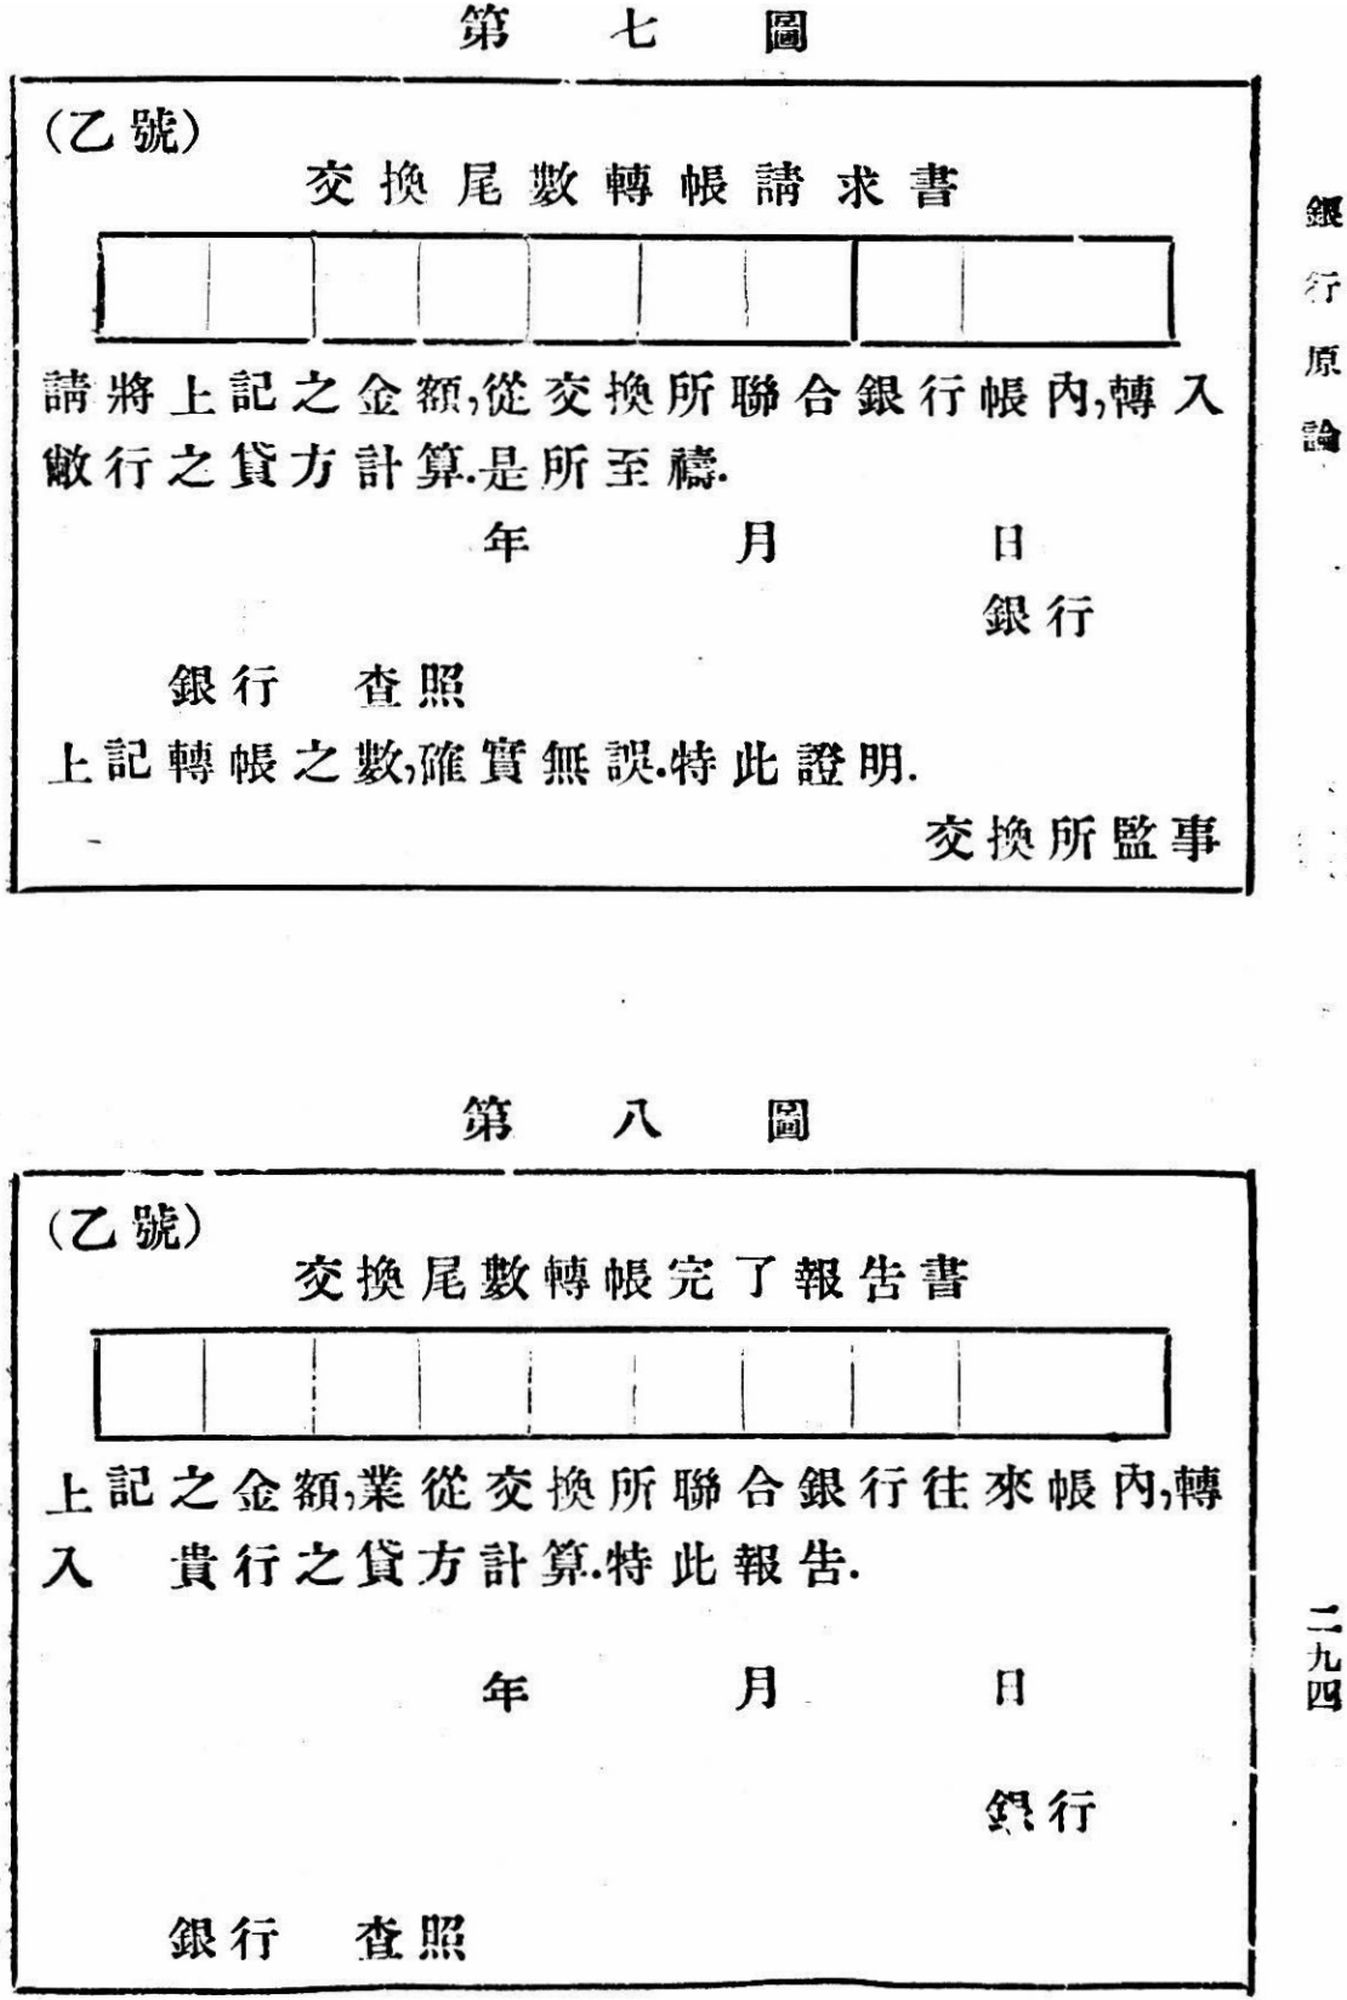 銀行原論
第七圖
(乙號)
交換尾數轉帳請求書
請將上記之金額,從交換所聯合銀行帳內,轉入
敝行之貸方計算.是所至禱.
年 月 日
銀行
銀行 查照
上記轉帳之數,確實無誤.特此證明.
交換所監事
第八圖
(乙號)
交換尾數轉帳完了報告書
上記之金額,業從交換所聯合銀行往來帳內,轉
入 貴行之貸方計算.特此報告.
年 月 日
銀行
銀行 查照
二九四